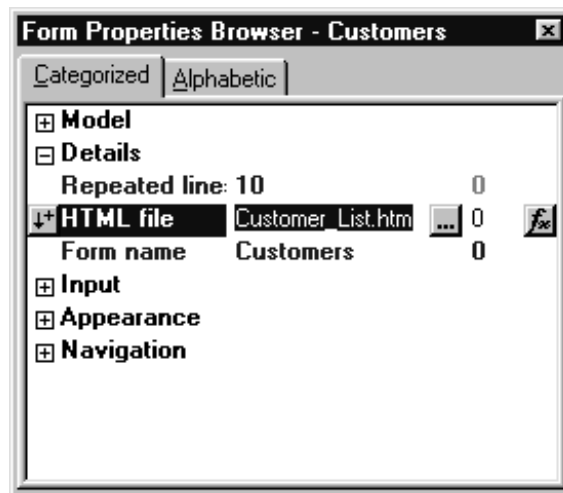 Form Properties Browser - Customers
Categorized Alphabetic
Model
Details
Repeated line: 10 0
HTML file Customer_List.htm ... 0 fx
Form name Customers 0
Input
Appearance
Navigation